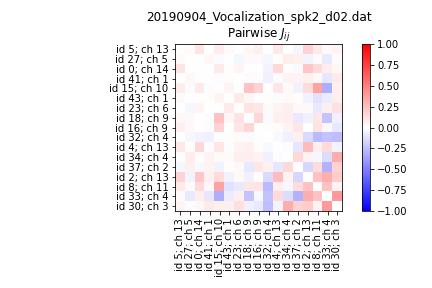 20190904_Vocalization_spk2_d02.dat
Pairwise Jij
id 5; ch 13
id 27; ch 5
id 0; ch 14
id 41; ch 1
id 15; ch 10
id 43; ch 1
id 23; ch 6
id 18; ch 9
id 16; ch 9
id 32; ch 4
id 4; ch 13
id 34; ch 4
id 37; ch 2
id 2; ch 13
id 8; ch 11
id 33; ch 4
id 30; ch 3
id 5; ch 13
id 27; ch 5
id 0; ch 14
id 41; ch 1
id 15; ch 10
id 43; ch 1
id 23; ch 6
id 18; ch 9
id 16; ch 9
id 32; ch 4
id 4; ch 13
id 34; ch 4
id 37; ch 2
id 2; ch 13
id 8; ch 11
id 33; ch 4
id 30; ch 3
1.00
0.75
0.50
0.25
0.00
−0.25
−0.50
−0.75
−1.00